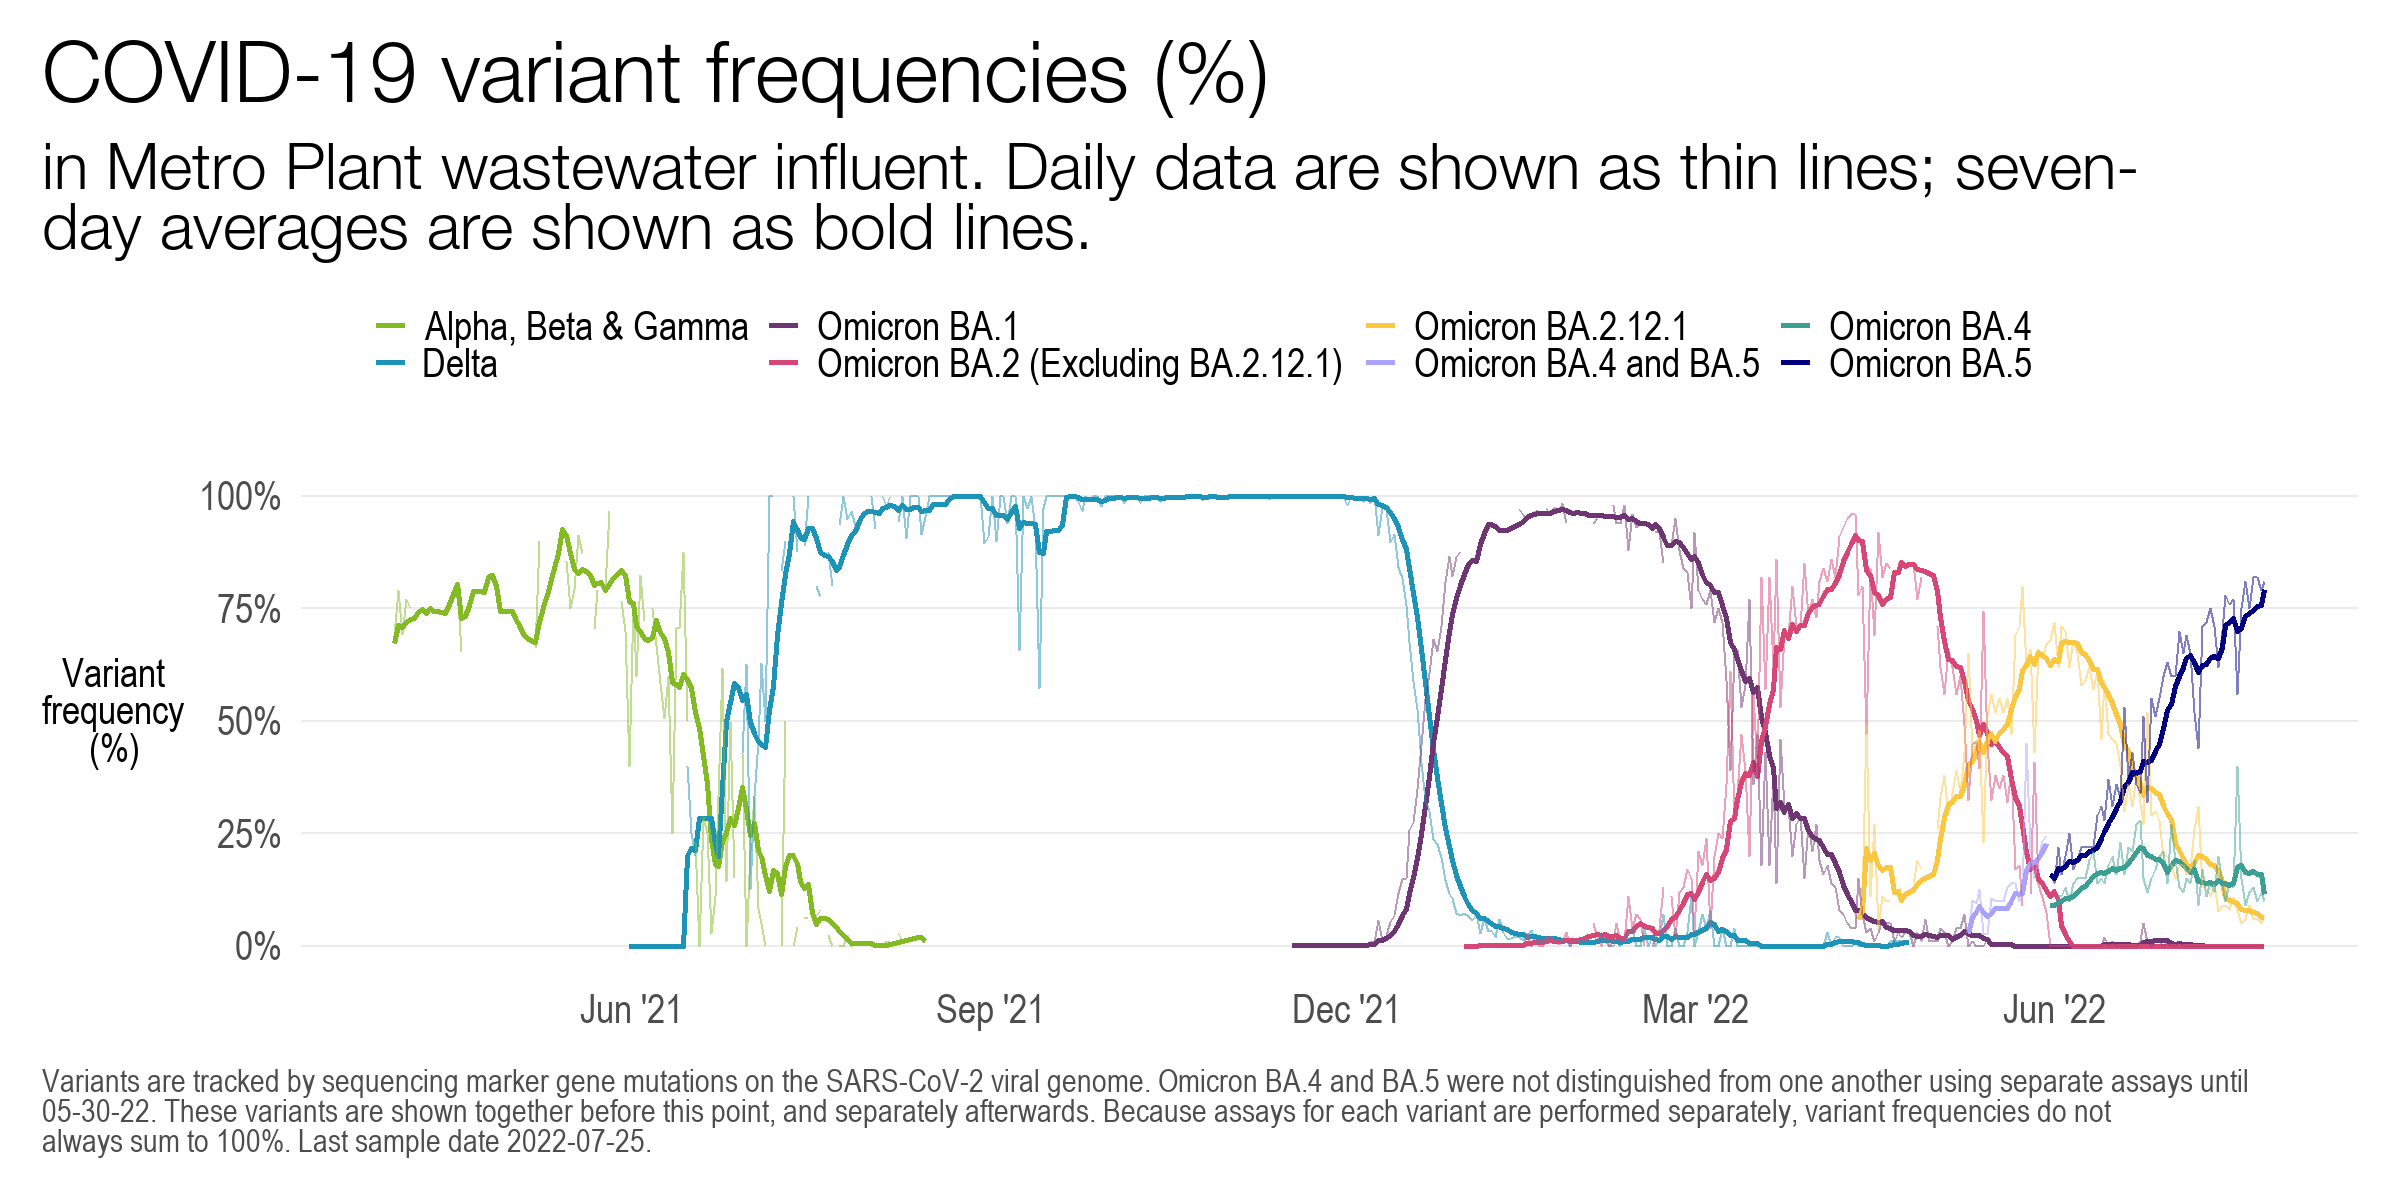 COVID-19 variant frequencies (%)
in Metro Plant wastewater influent. Daily data are shown as thin lines; seven-
day averages are shown as bold lines.
Alpha, Beta & Gamma
Omicron BA.1
Omicron BA.2.12.1
Omicron BA.4
Delta
Omicron BA.2 (Excluding BA.2.12.1)
Omicron BA.4 and BA.5
Omicron BA.5
100%
75%
50%
25%
0%
Variant
frequency
(%)
Jun '21
Sep '21
Dec '21
Mar '22
Jun '22
Variants are tracked by sequencing marker gene mutations on the SARS-CoV-2 viral genome. Omicron BA.4 and BA.5 were not distinguished from one another using separate assays until
05-30-22. These variants are shown together before this point, and separately afterwards. Because assays for each variant are performed separately, variant frequencies do not
always sum to 100%. Last sample date 2022-07-25.